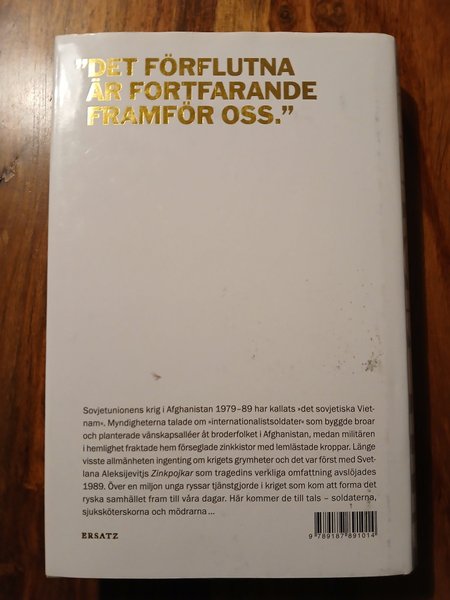 ”DET FÖRFLUTNA
ÄR FORTFARANDE
FRAMFÖR OSS.”
Sovjetunionens krig i Afghanistan 1979–89 har kallats »det sovjetiska Viet-
nam«. Myndigheterna talade om »internationalistsoldater« som byggde broar
och planterade vänskapsalléer åt broderfolket i Afghanistan, medan militären
i hemlighet fraktade hem förseglade zinkkistor med lemlästade kroppar. Länge
visste allmänheten ingenting om krigets grymheter och det var först med Svet-
lana Aleksijevitjs Zinkpojkar som tragedins verkliga omfattning avslöjades
1989. Över en miljon unga ryssar tjänstgjorde i kriget som kom att forma det
ryska samhället fram till våra dagar. Här kommer de till tals – soldaterna,
sjuksköterskorna och mödrarna ...
ERSATZ
9 789187 891014